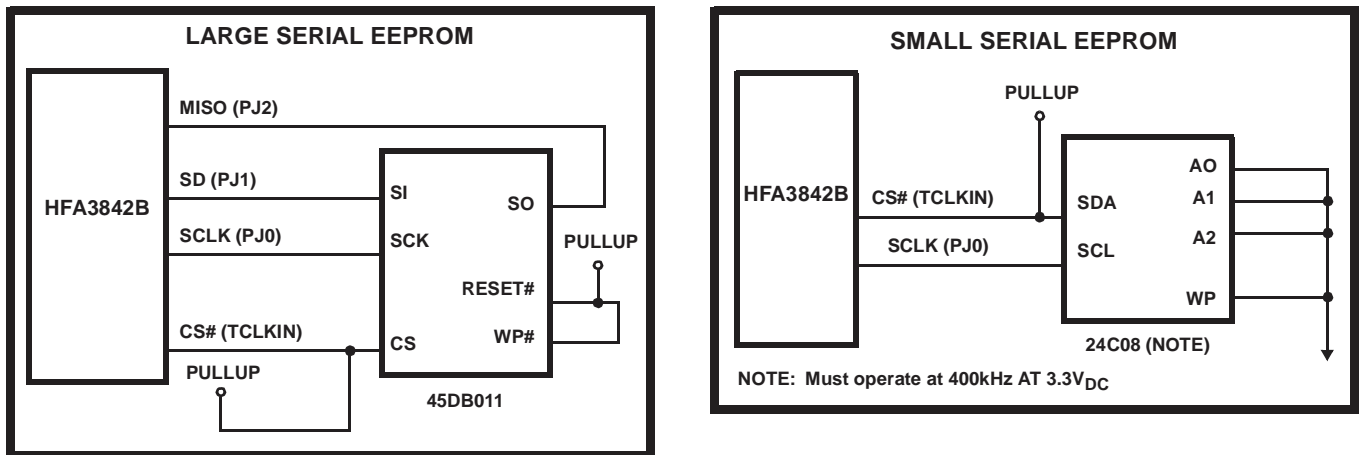 LARGE SERIAL EEPROM
HFA3842B
MISO (PJ2)
SD (PJ1)
SCLK (PJ0)
CS# (TCLKIN)
PULLUP
SI
SCK
CS
SO
RESET#
WP#
PULLUP
45DB011
SMALL SERIAL EEPROM
HFA3842B
PULLUP
CS# (TCLKIN)
SCLK (PJ0)
SDA
SCL
AO
A1
A2
WP
24C08 (NOTE)
NOTE: Must operate at 400kHz AT 3.3VDC